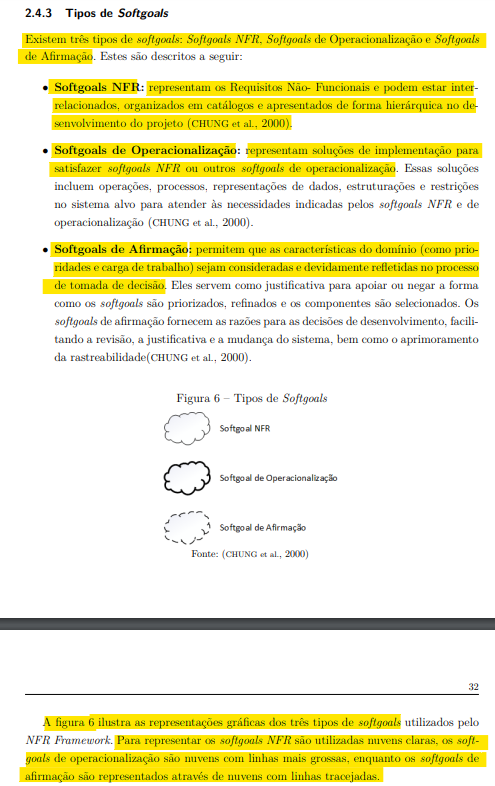 2.4.3 Tipos de Softgoals
Existem três tipos de softgoals: Softgoals NFR, Softgoals de Operacionalização e Softgoals
de Afirmação. Estes são descritos a seguir:
• Softgoals NFR: representam os Requisitos Não- Funcionais e podem estar inter-
relacionados, organizados em catálogos e apresentados de forma hierárquica no de-
senvolvimento do projeto (CHUNG et al., 2000).
• Softgoals de Operacionalização: representam soluções de implementação para
satisfazer softgoals NFR ou outros softgoals de operacionalização. Essas soluções
incluem operações, processos, representações de dados, estruturações e restrições
no sistema alvo para atender às necessidades indicadas pelos softgoals NFR e de
operacionalização (CHUNG et al., 2000).
• Softgoals de Afirmação: permitem que as características do domínio (como prio-
ridades e carga de trabalho) sejam consideradas e devidamente refletidas no processo
de tomada de decisão. Eles servem como justificativa para apoiar ou negar a forma
como os softgoals são priorizados, refinados e os componentes são selecionados. Os
softgoals de afirmação fornecem as razões para as decisões de desenvolvimento, facili-
tando a revisão, a justificativa e a mudança do sistema, bem como o aprimoramento
da rastreabilidade(CHUNG et al., 2000).
Figura 6 – Tipos de Softgoals
Softgoal NFR
Softgoal de Operacionalização
Softgoal de Afirmação
Fonte: (CHUNG et al., 2000)
32
A figura 6 ilustra as representações gráficas dos três tipos de softgoals utilizados pelo
NFR Framework. Para representar os softgoals NFR são utilizadas nuvens claras, os soft-
goals de operacionalização são nuvens com linhas mais grossas, enquanto os softgoals de
afirmação são representados através de nuvens com linhas tracejadas.